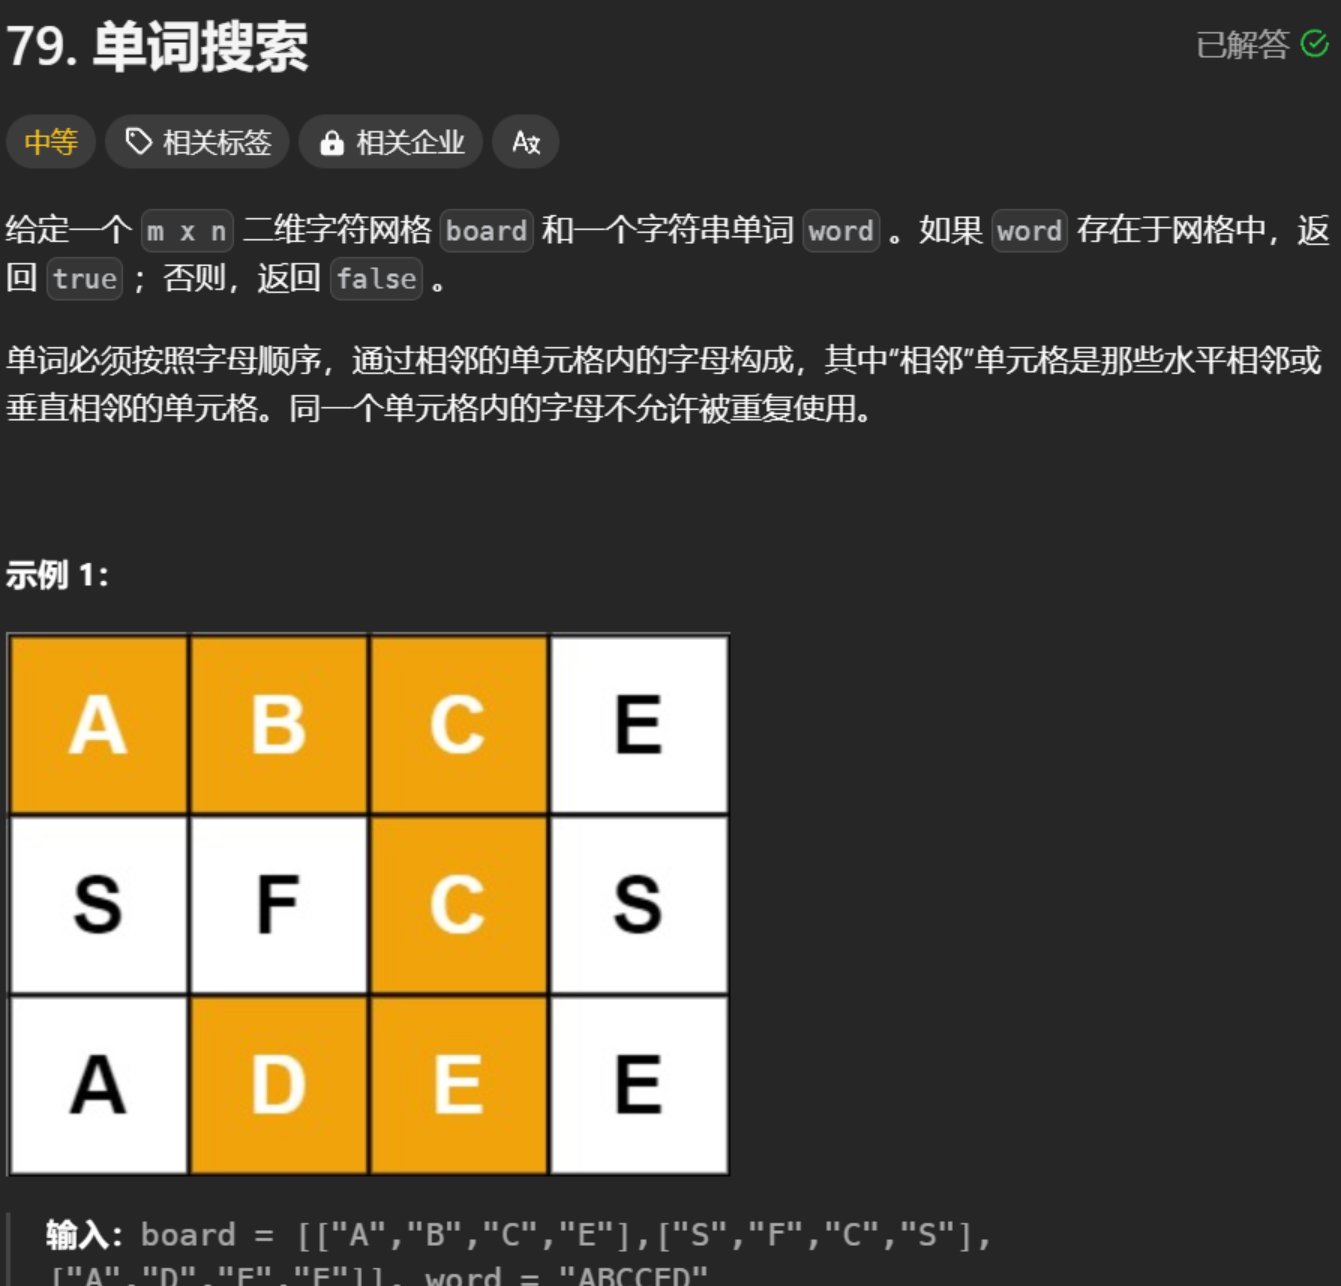 79. 单词搜索
已解答
中等 相关标签 相关企业
给定一个 m x n 二维字符网格 board 和一个字符串单词 word 。如果 word 存在于网格中，返
回 true ；否则，返回 false 。
单词必须按照字母顺序，通过相邻的单元格内的字母构成，其中“相邻”单元格是那些水平相邻或
垂直相邻的单元格。同一个单元格内的字母不允许被重复使用。
示例 1：
A B C E
S F C S
A D E E
输入：board = [["A","B","C","E"],["S","F","C","S"],
["A","D","E","E"]], word = "ABCCED"